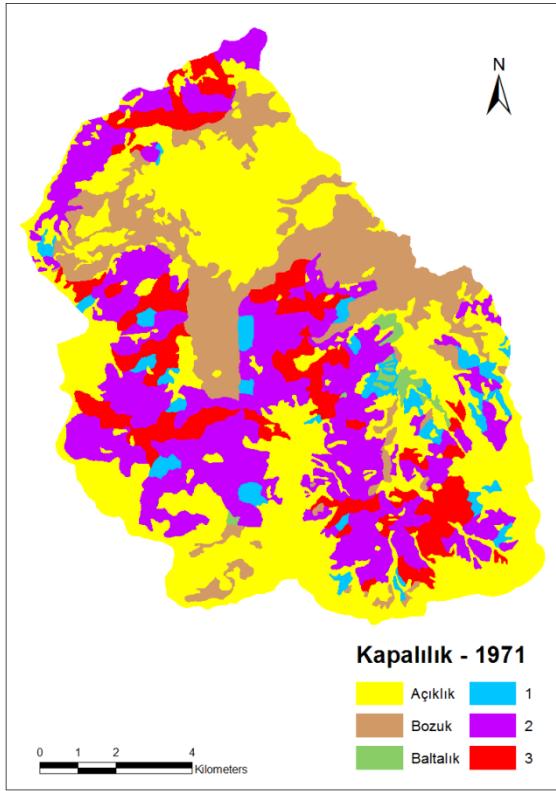 N
Kapalılık - 1971
Açıklık 1
Bozuk 2
Baltalık 3
0 1 2 4
Kilometers